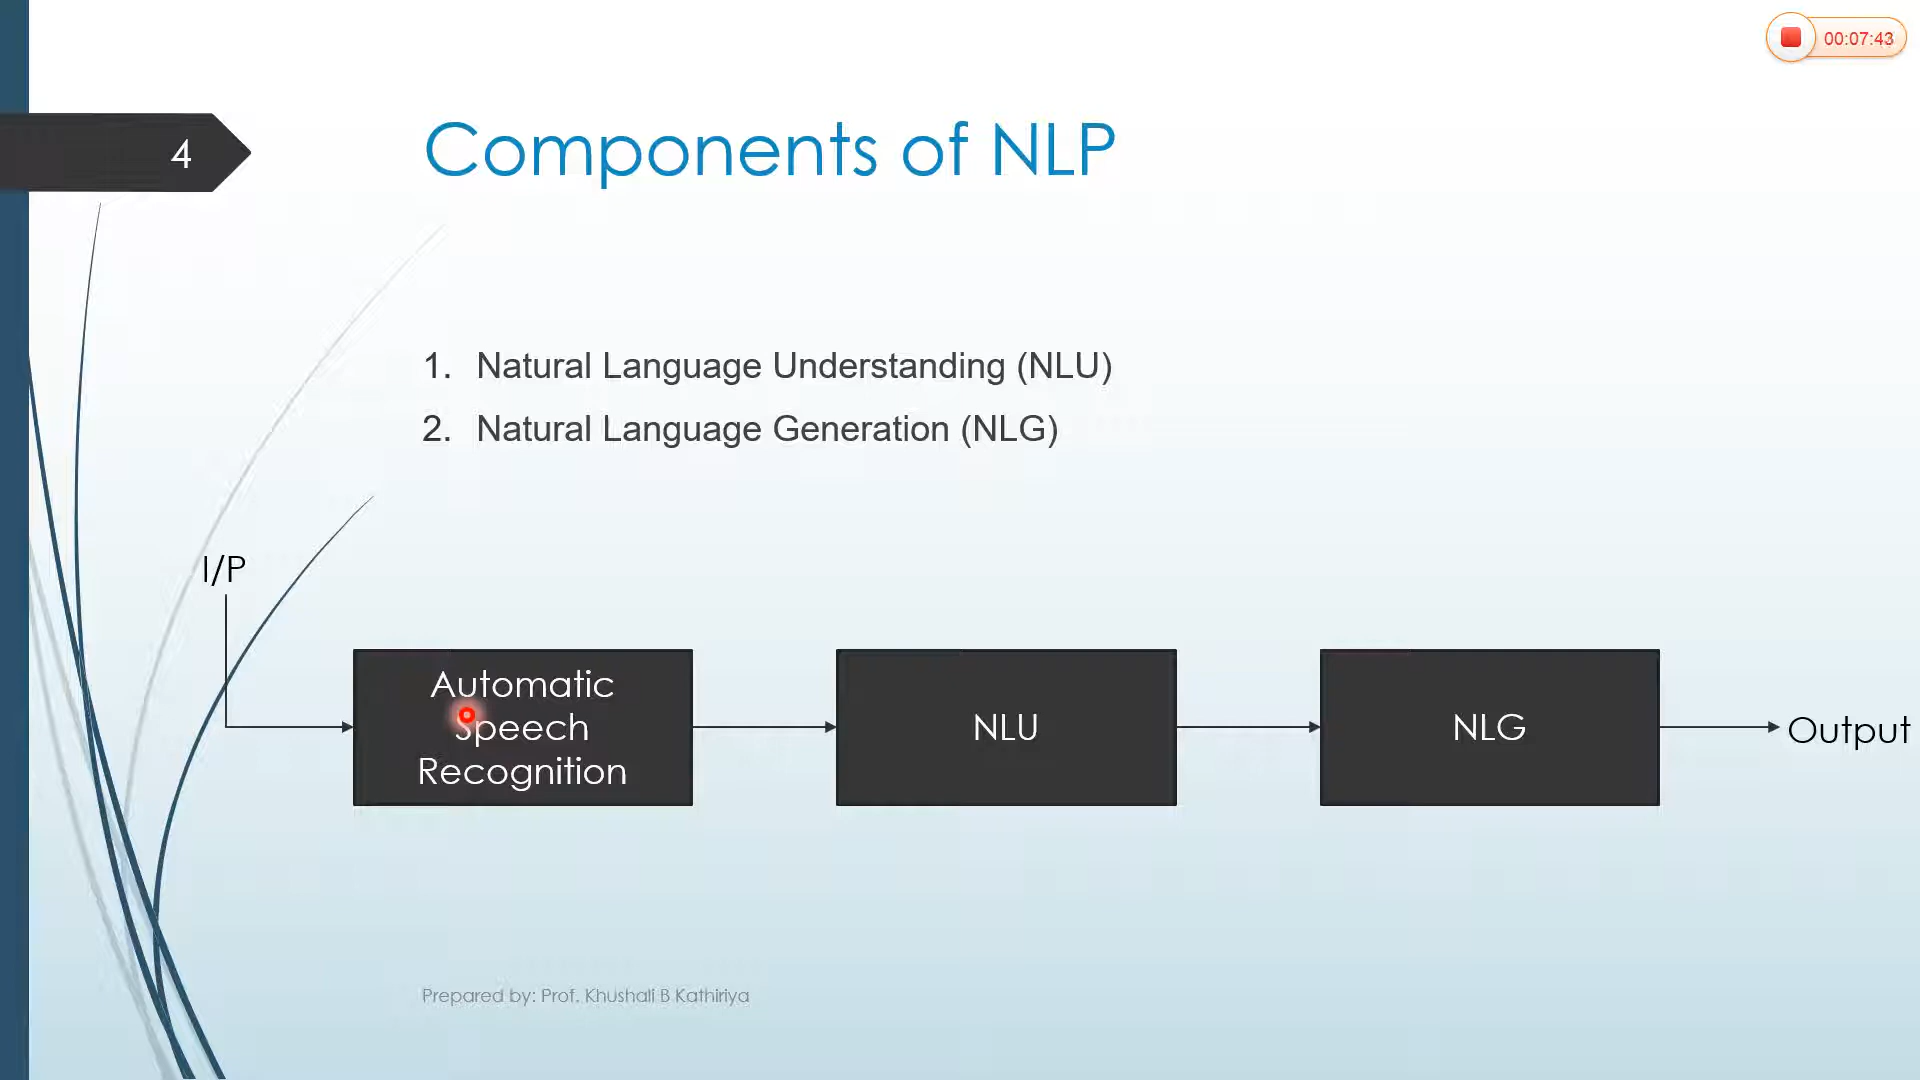 00:07:43
4
Components of NLP
1. Natural Language Understanding (NLU)
2. Natural Language Generation (NLG)
I/P
Automatic
Speech
Recognition
NLU
NLG
Output
Prepared by: Prof. Khushali B Kathiriya